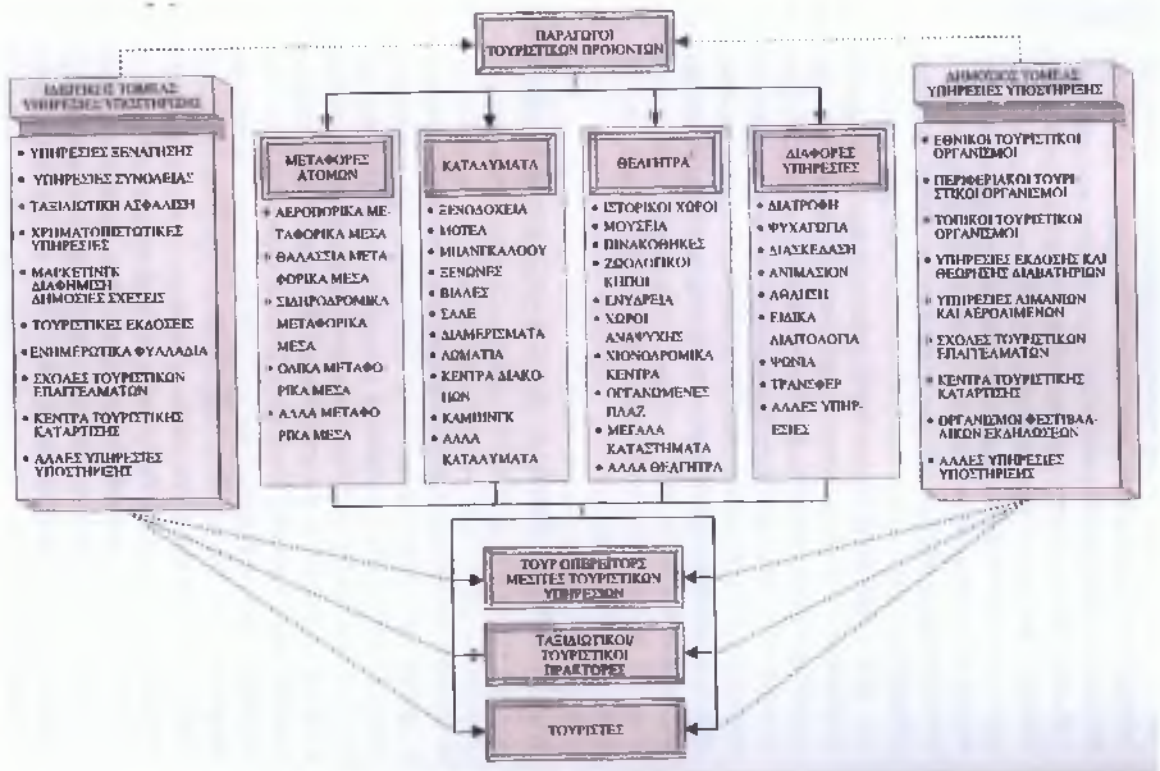 ΠΑΡΑΓΩΓΟΙ
ΤΟΥΡΙΣΤΙΚΩΝ ΠΡΟΙΟΝΤΩΝ
ΙΔΙΩΤΙΚΟΣ ΤΟΜΕΑΣ
ΥΠΗΡΕΣΙΕΣ ΥΠΟΣΤΗΡΙΞΗΣ
• ΥΠΗΡΕΣΙΕΣ ΞΕΝΑΓΗΣΗΣ
• ΥΠΗΡΕΣΙΕΣ ΣΥΝΟΔΕΙΑΣ
• ΤΑΞΙΔΙΩΤΙΚΗ ΑΣΦΑΛΙΣΗ
• ΧΡΗΜΑΤΟΠΙΣΤΩΤΙΚΕΣ
ΥΠΗΡΕΣΙΕΣ
• ΜΑΡΚΕΤΙΝΓΚ
ΔΙΑΦΗΜΙΣΗ
ΔΗΜΟΣΙΕΣ ΣΧΕΣΕΙΣ
• ΤΟΥΡΙΣΤΙΚΕΣ ΕΚΔΟΣΕΙΣ
• ΕΝΗΜΕΡΩΤΙΚΑ ΦΥΛΛΑΔΙΑ
• ΣΧΟΛΕΣ ΤΟΥΡΙΣΤΙΚΩΝ
ΕΠΑΓΓΕΛΜΑΤΩΝ
• ΚΕΝΤΡΑ ΤΟΥΡΙΣΤΙΚΗΣ
ΚΑΤΑΡΤΙΣΗΣ
• ΑΛΛΕΣ ΥΠΗΡΕΣΙΕΣ
ΥΠΟΣΤΗΡΙΞΗΣ
ΜΕΤΑΦΟΡΕΣ
ΑΤΟΜΩΝ
• ΑΕΡΟΠΟΡΙΚΑ ΜΕ-
ΤΑΦΟΡΙΚΑ ΜΕΣΑ
• ΘΑΛΑΣΣΙΑ ΜΕΤΑ
ΦΟΡΙΚΑ ΜΕΣΑ
• ΣΙΔΗΡΟΔΡΟΜΙΚΑ
ΜΕΤΑΦΟΡΙΚΑ
ΜΕΣΑ
• ΟΔΙΚΑ ΜΕΤΑΦΟ
ΡΙΚΑ ΜΕΣΑ
• ΑΛΛΑ ΜΕΤΑΦΟ
ΡΙΚΑ ΜΕΣΑ
ΚΑΤΑΛΥΜΑΤΑ
• ΞΕΝΟΔΟΧΕΙΑ
• ΜΟΤΕΛ
• ΜΠΑΝΓΚΑΛΟΟΥ
• ΞΕΝΩΝΕΣ
• ΒΙΛΛΕΣ
• ΣΑΛΕ
• ΔΙΑΜΕΡΙΣΜΑΤΑ
• ΔΩΜΑΤΙΑ
• ΚΕΝΤΡΑ ΔΙΑΚΟ-
ΠΩΝ
• ΚΑΜΠΙΝΓΚ
• ΑΛΛΑ
ΚΑΤΑΛΥΜΑΤΑ
ΘΕΛΓΗΤΡΑ
• ΙΣΤΟΡΙΚΟΙ ΧΩΡΟΙ
• ΜΟΥΣΕΙΑ
• ΠΙΝΑΚΟΘΗΚΕΣ
• ΖΩΟΛΟΓΙΚΟΙ
ΚΗΠΟΙ
• ΕΝΥΔΡΕΙΑ
• ΧΩΡΟΙ
ΑΝΑΨΥΧΗΣ
• ΧΙΟΝΟΔΡΟΜΙΚΑ
ΚΕΝΤΡΑ
• ΟΡΓΑΝΩΜΕΝΕΣ
ΠΛΑΖ
• ΜΕΓΑΛΑ
ΚΑΤΑΣΤΗΜΑΤΑ
• ΑΛΛΑ ΘΕΛΓΗΤΡΑ
ΔΙΑΦΟΡΕΣ
ΥΠΗΡΕΣΙΕΣ
• ΔΙΑΤΡΟΦΗ
• ΨΥΧΑΓΩΓΙΑ
• ΔΙΑΣΚΕΔΑΣΗ
• ΑΝΙΜΑΣΙΟΝ
• ΑΘΛΗΣΗ
• ΕΙΔΙΚΑ
ΔΙΑΙΤΟΛΟΓΙΑ
• ΨΩΝΙΑ
• ΤΡΑΝΣΦΕΡ
• ΑΛΛΕΣ ΥΠΗΡ-
ΕΣΙΕΣ
ΔΗΜΟΣΙΟΣ ΤΟΜΕΑΣ
ΥΠΗΡΕΣΙΕΣ ΥΠΟΣΤΗΡΙΞΗΣ
• ΕΘΝΙΚΟΙ ΤΟΥΡΙΣΤΙΚΟΙ
ΟΡΓΑΝΙΣΜΟΙ
• ΠΕΡΙΦΕΡΙΑΚΟΙ ΤΟΥΡΙ-
ΣΤΙΚΟΙ ΟΡΓΑΝΙΣΜΟΙ
• ΤΟΠΙΚΟΙ ΤΟΥΡΙΣΤΙΚΟΙ
ΟΡΓΑΝΙΣΜΟΙ
• ΥΠΗΡΕΣΙΕΣ ΕΚΔΟΣΗΣ ΚΑΙ
ΘΕΩΡΗΣΗΣ ΔΙΑΒΑΤΗΡΙΩΝ
• ΥΠΗΡΕΣΙΕΣ ΛΙΜΑΝΙΩΝ
ΚΑΙ ΑΕΡΟΛΙΜΕΝΩΝ
• ΣΧΟΛΕΣ ΤΟΥΡΙΣΤΙΚΩΝ
ΕΠΑΓΓΕΛΜΑΤΩΝ
• ΚΕΝΤΡΑ ΤΟΥΡΙΣΤΙΚΗΣ
ΚΑΤΑΡΤΙΣΗΣ
• ΟΡΓΑΝΙΣΜΟΙ ΦΕΣΤΙΒΑΛ-
ΛΙΚΩΝ ΕΚΔΗΛΩΣΕΩΝ
• ΑΛΛΕΣ ΥΠΗΡΕΣΙΕΣ
ΥΠΟΣΤΗΡΙΞΗΣ
ΤΟΥΡ ΟΠΕΡΕΪΤΟΡΣ
ΜΕΣΙΤΕΣ ΤΟΥΡΙΣΤΙΚΩΝ
ΥΠΗΡΕΣΙΩΝ
ΤΑΞΙΔΙΩΤΙΚΟΙ/
ΤΟΥΡΙΣΤΙΚΟΙ
ΠΡΑΚΤΟΡΕΣ
ΤΟΥΡΙΣΤΕΣ